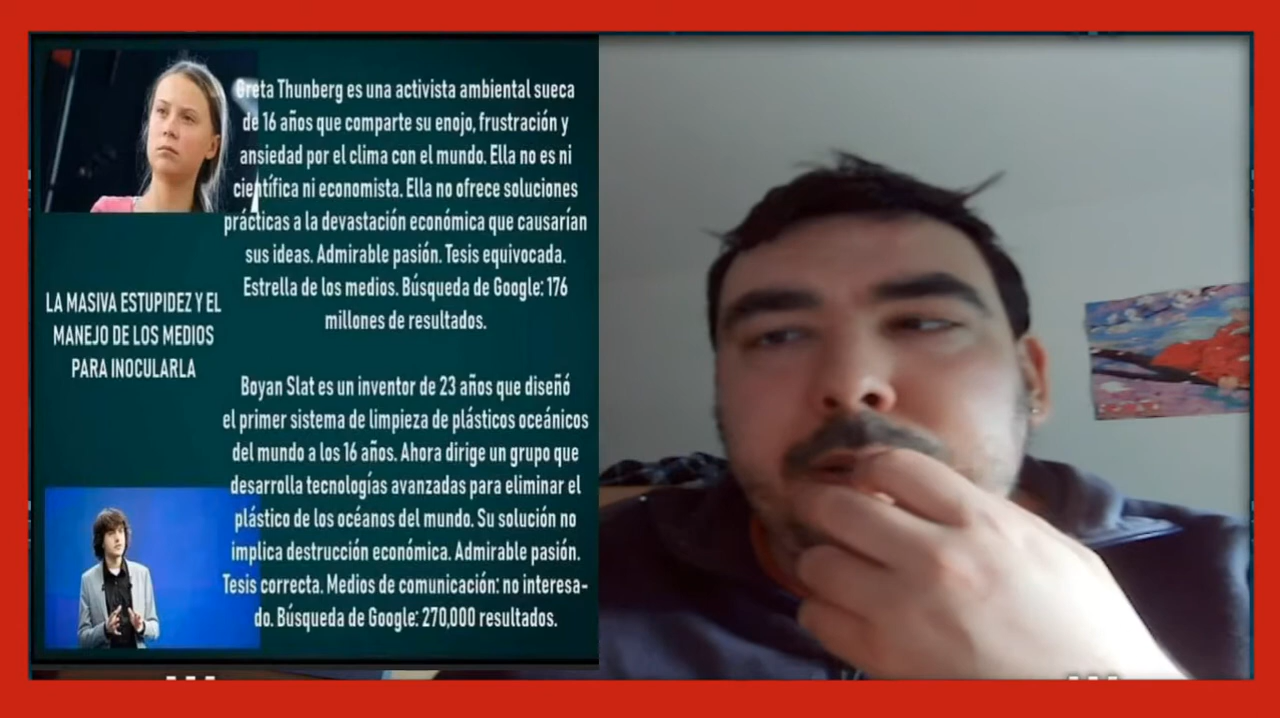 Greta Thunberg es una activista ambiental sueca
de 16 años que comparte su enojo, frustración y
ansiedad por el clima con el mundo. Ella no es ni
científica ni economista. Ella no ofrece soluciones
prácticas a la devastación económica que causarían
sus ideas. Admirable pasión. Tesis equivocada.
Estrella de los medios. Búsqueda de Google: 176
millones de resultados.
LA MASIVA ESTUPIDEZ Y EL
MANEJO DE LOS MEDIOS
PARA INOCULARLA
Boyan Slat es un inventor de 23 años que diseñó
el primer sistema de limpieza de plásticos oceánicos
del mundo a los 16 años. Ahora dirige un grupo que
desarrolla tecnologías avanzadas para eliminar el
plástico de los océanos del mundo. Su solución no
implica destrucción económica. Admirable pasión.
Tesis correcta. Medios de comunicación: no interesa-
do. Búsqueda de Google: 270,000 resultados.